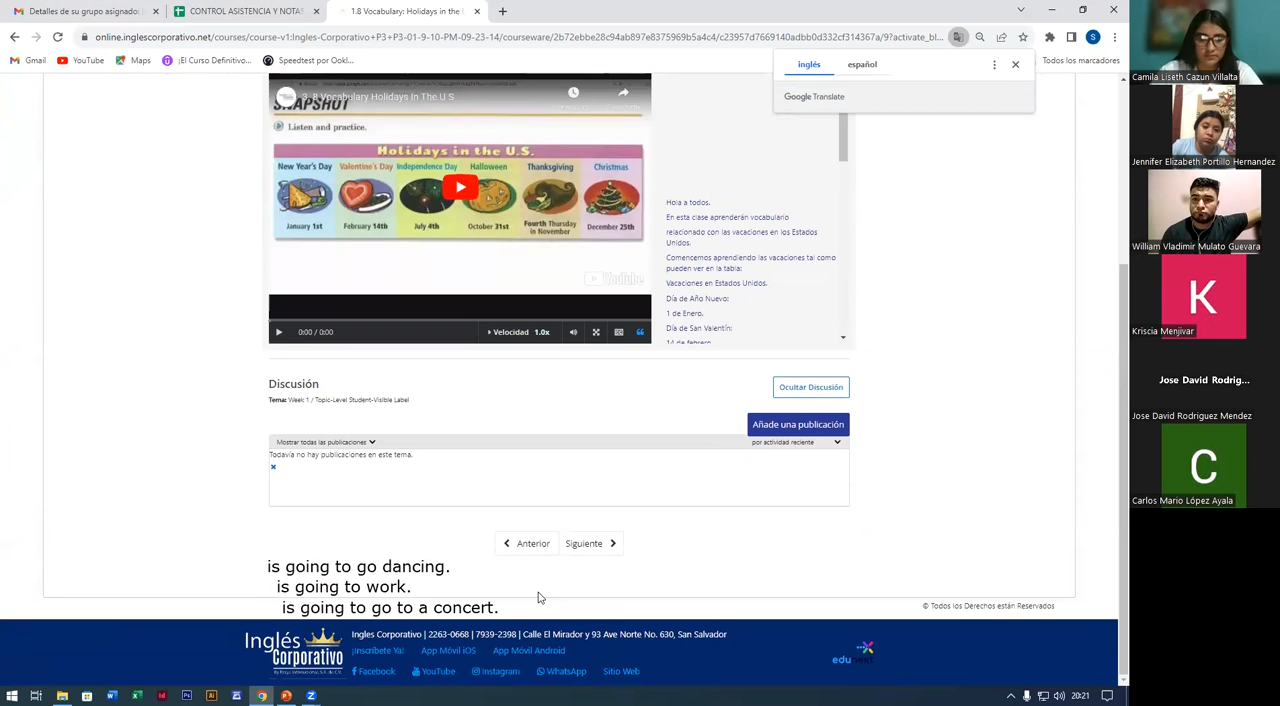 Detalles de su grupo asignado:
CONTROL ASISTENCIA Y NOTAS
1.8 Vocabulary: Holidays in the U
online.inglescorporativo.net/courses/course-v1:Ingles-Corporativo+P3+P3-01-9-10-PM-09-23-14/courseware/2b72ebbe28c94ab897e8375969b5a4c4/c23957d7669140adbb0d332cf314367a/9?activate_bl...
Gmail
YouTube
Maps
¡El Curso Definitivo...
Speedtest por Ookl...
Todos los marcadores
inglés
español
Google Translate
3. 8 Vocabulary Holidays In The U S
SNAPSHOT
Listen and practice.
Holidays in the U.S.
New Year's Day
Valentine's Day
Independence Day
Halloween
Thanksgiving
Christmas
January 1st
February 14th
July 4th
October 31st
Fourth Thursday
in November
December 25th
YouTube
0:00 / 0:00
Velocidad 1.0x
Hola a todos.
En esta clase aprenderán vocabulario
relacionado con las vacaciones en los Estados
Unidos.
Comencemos aprendiendo las vacaciones tal como
pueden ver en la tabla:
Vacaciones en Estados Unidos.
Día de Año Nuevo:
1 de Enero.
Día de San Valentín:
14 de febrero
Discusión
Ocultar Discusión
Tema: Week 1 / Topic-Level Student-Visible Label
Añade una publicación
Mostrar todas las publicaciones
por actividad reciente
Todavía no hay publicaciones en este tema.
Anterior
Siguiente
is going to go dancing.
is going to work.
is going to go to a concert.
© Todos los Derechos están Reservados
Inglés
Corporativo
Ingles Corporativo | 2263-0668 | 7939-2398 | Calle El Mirador y 93 Ave Norte No. 630, San Salvador
¡Inscríbete Ya!
App Móvil iOS
App Móvil Android
Facebook
YouTube
Instagram
WhatsApp
Sitio Web
20:21
Camila Liseth Cazun Villalta
Jennifer Elizabeth Portillo Hernandez
William Vladimir Mulato Guevara
K
Kriscia Menjivar
Jose David Rodrig...
Jose David Rodriguez Mendez
C
Carlos Mario López Ayala